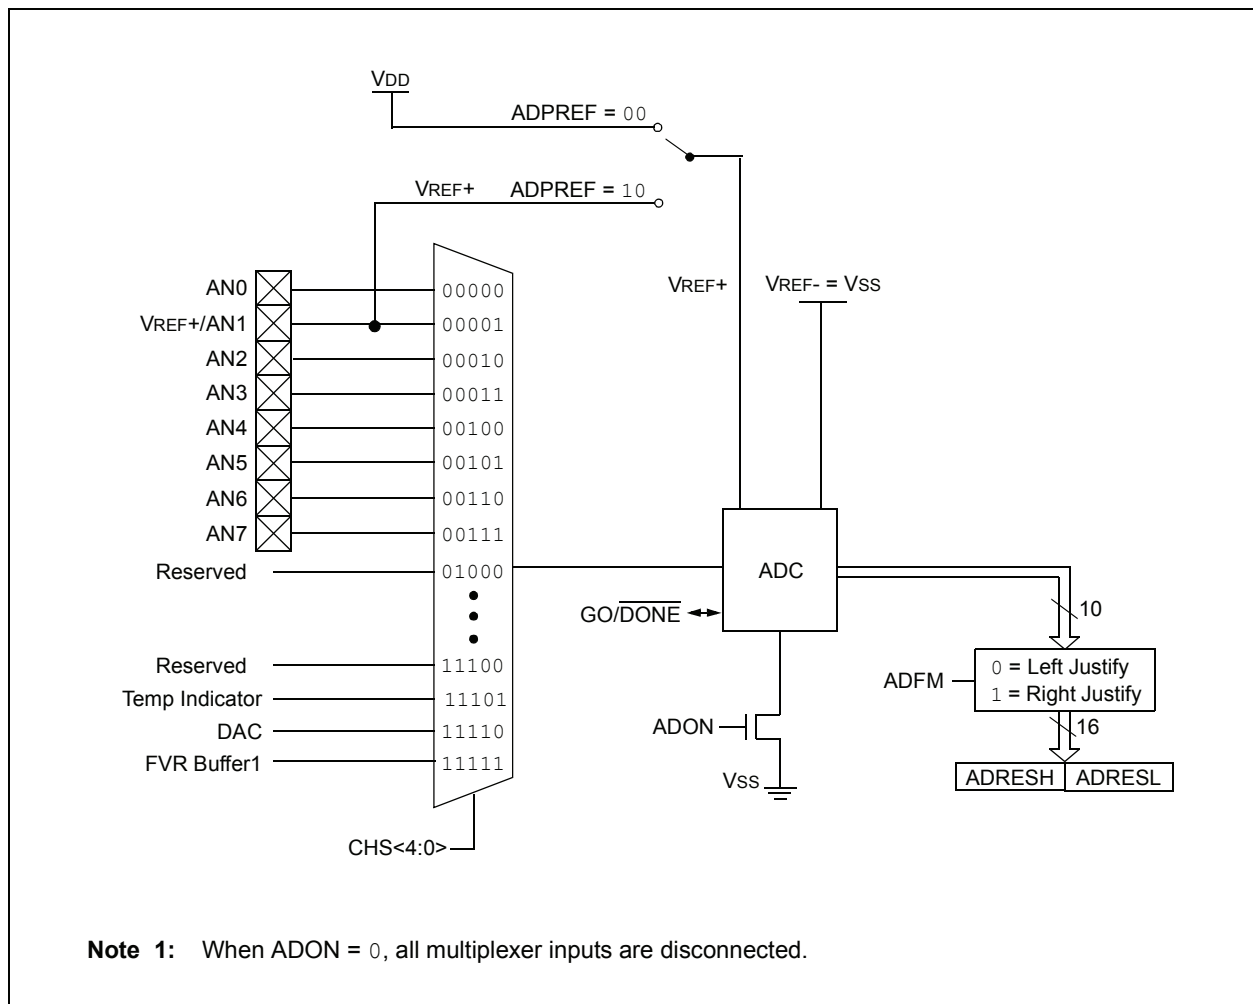 VDD
ADPREF = 00
VREF+ ADPREF = 10
AN0
VREF+/AN1
AN2
AN3
AN4
AN5
AN6
AN7
Reserved
Reserved
Temp Indicator
DAC
FVR Buffer1
00000
00001
00010
00011
00100
00101
00110
00111
01000
11100
11101
11110
11111
CHS<4:0>
VREF+
VREF- = VSS
ADC
GO/DONE
ADON
VSS
10
ADFM
0 = Left Justify
1 = Right Justify
16
ADRESH ADRESL
Note 1: When ADON = 0, all multiplexer inputs are disconnected.